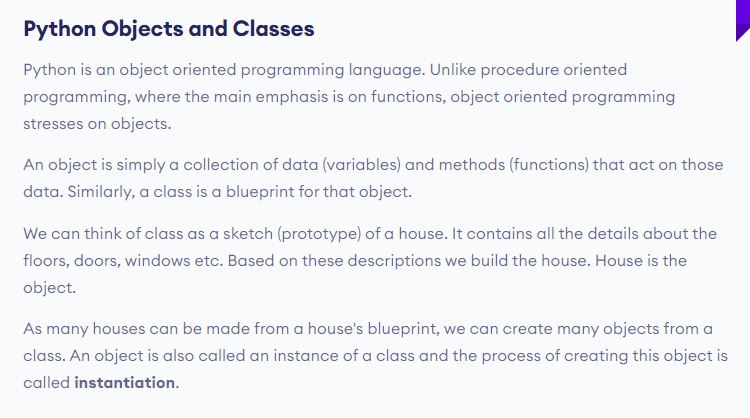 Python Objects and Classes
Python is an object oriented programming language. Unlike procedure oriented
programming, where the main emphasis is on functions, object oriented programming
stresses on objects.
An object is simply a collection of data (variables) and methods (functions) that act on those
data. Similarly, a class is a blueprint for that object.
We can think of class as a sketch (prototype) of a house. It contains all the details about the
floors, doors, windows etc. Based on these descriptions we build the house. House is the
object.
As many houses can be made from a house's blueprint, we can create many objects from a
class. An object is also called an instance of a class and the process of creating this object is
called instantiation.